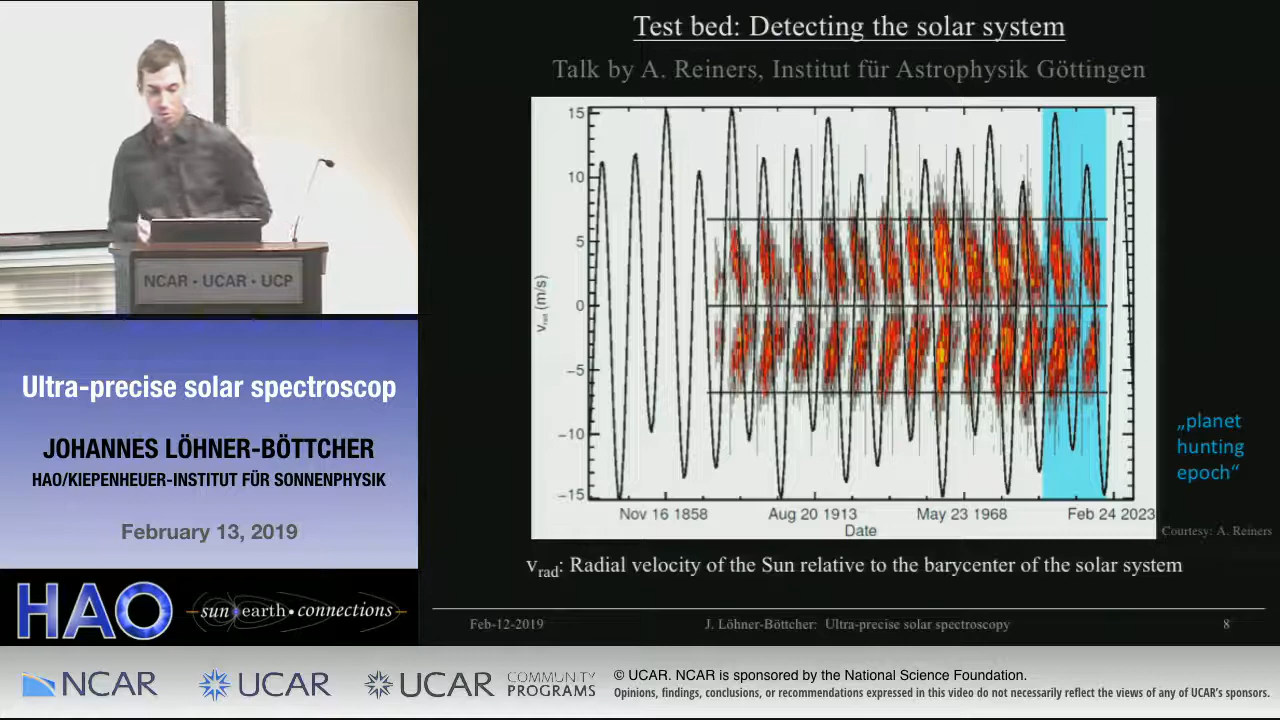 NCAR • UCAR • UCP
Ultra-precise solar spectroscop
JOHANNES LÖHNER-BÖTTCHER
HAO/KIEPENHEUER-INSTITUT FÜR SONNENPHYSIK
February 13, 2019
HAO
sun earth • connections
Test bed: Detecting the solar system
Talk by A. Reiners, Institut für Astrophysik Göttingen
15
10
5
0
−5
−10
−15
v_rad (m/s)
Nov 16 1858 Aug 20 1913 May 23 1968 Feb 24 2023
Date
„planet
hunting
epoch“
Courtesy: A. Reiners
v_rad: Radial velocity of the Sun relative to the barycenter of the solar system
Feb-12-2019 J. Löhner-Böttcher: Ultra-precise solar spectroscopy 8
NCAR
UCAR
UCAR
COMMUNITY
PROGRAMS
© UCAR. NCAR is sponsored by the National Science Foundation.
Opinions, findings, conclusions, or recommendations expressed in this video do not necessarily reflect the views of any of UCAR's sponsors.